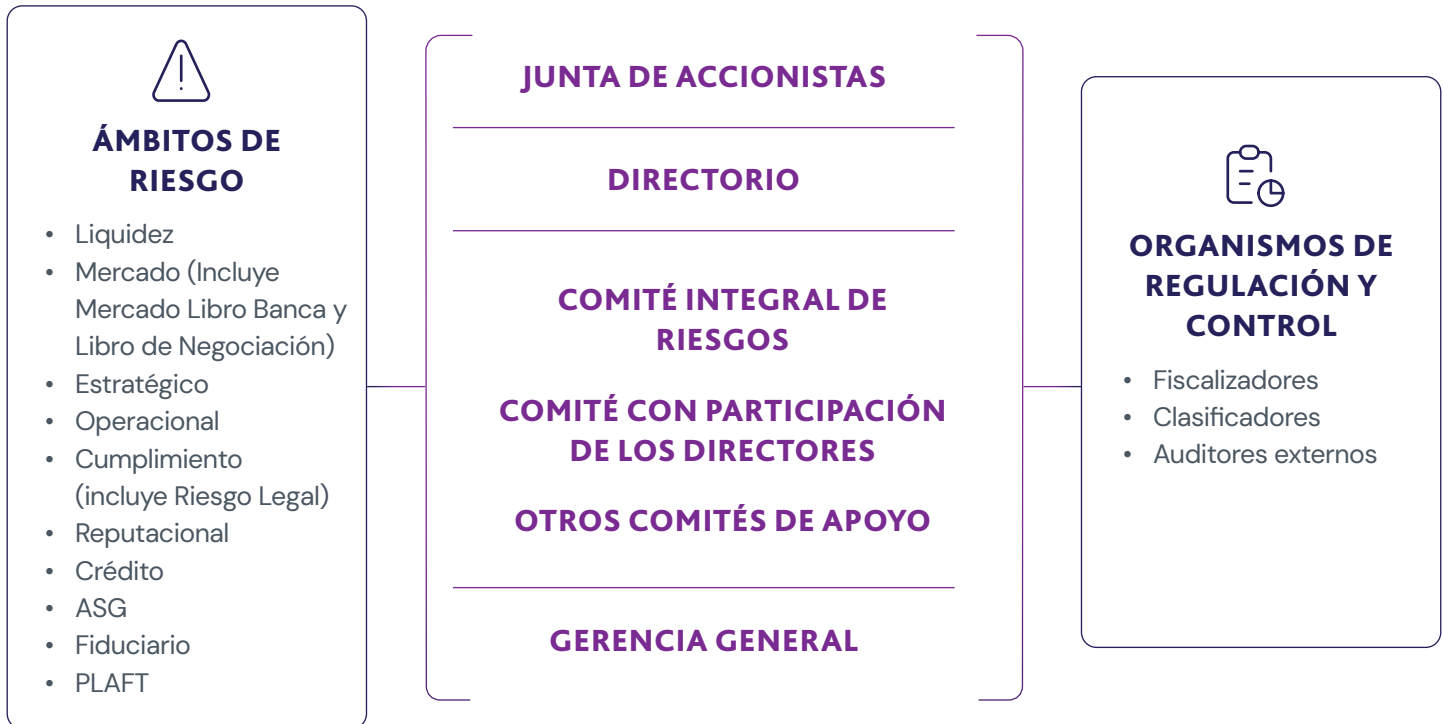 ÁMBITOS DE
RIESGO
• Liquidez
• Mercado (Incluye
Mercado Libro Banca y
Libro de Negociación)
• Estratégico
• Operacional
• Cumplimiento
(incluye Riesgo Legal)
• Reputacional
• Crédito
• ASG
• Fiduciario
• PLAFT
JUNTA DE ACCIONISTAS
DIRECTORIO
COMITÉ INTEGRAL DE
RIESGOS
COMITÉ CON PARTICIPACIÓN
DE LOS DIRECTORES
OTROS COMITÉS DE APOYO
GERENCIA GENERAL
ORGANISMOS DE
REGULACIÓN Y
CONTROL
• Fiscalizadores
• Clasificadores
• Auditores externos